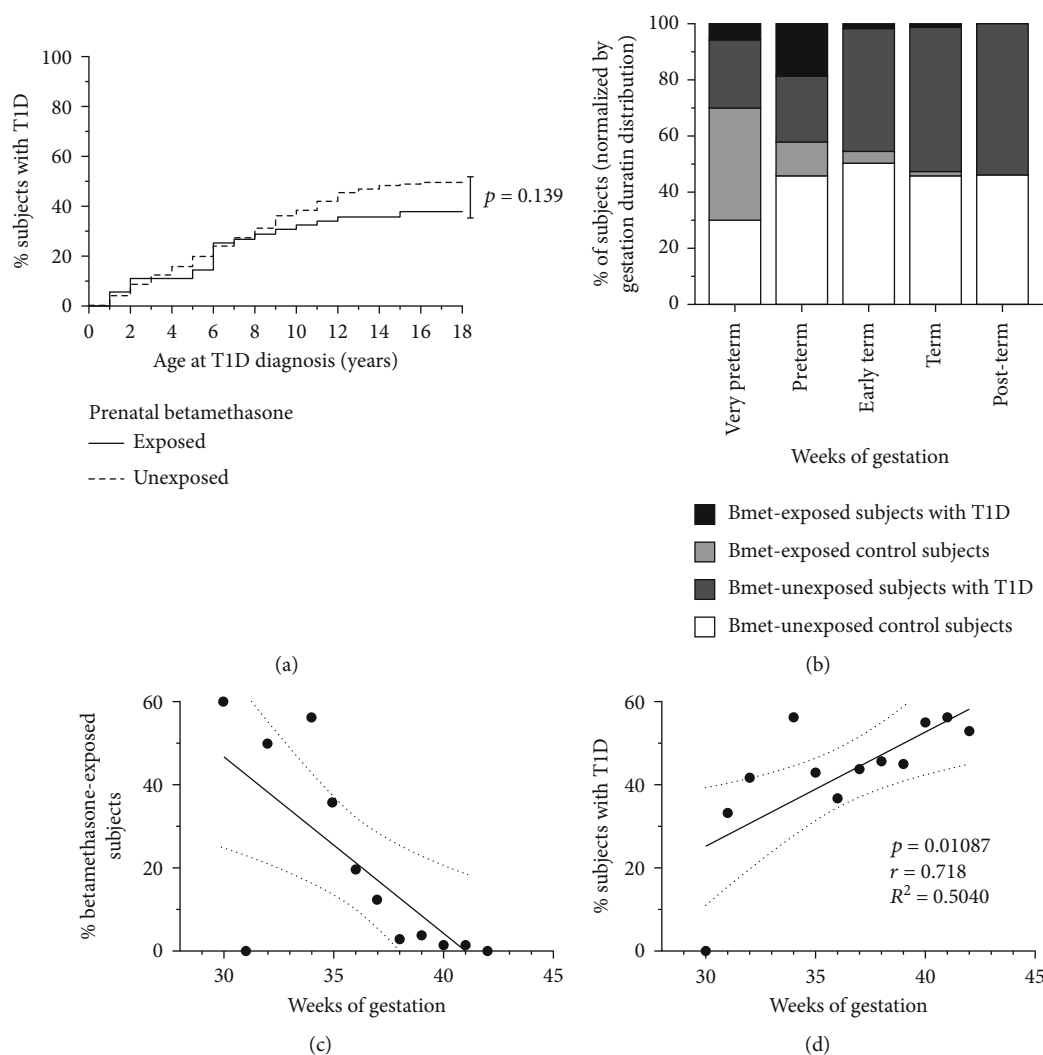 100
80
60
40
20
0
% subjects with T1D
0 2 4 6 8 10 12 14 16 18
Age at T1D diagnosis (years)
p = 0.139
Prenatal betamethasone
Exposed
Unexposed
(a)
100
80
60
40
20
0
% of subjects (normalized by
gestation duratin distribution)
Very preterm
Preterm
Early term
Term
Post-term
Weeks of gestation
Bmet-exposed subjects with T1D
Bmet-exposed control subjects
Bmet-unexposed subjects with T1D
Bmet-unexposed control subjects
(b)
60
40
20
0
% betamethasone-exposed
subjects
30 35 40 45
Weeks of gestation
(c)
60
40
20
0
% subjects with T1D
p = 0.01087
r = 0.718
R² = 0.5040
30 35 40 45
Weeks of gestation
(d)